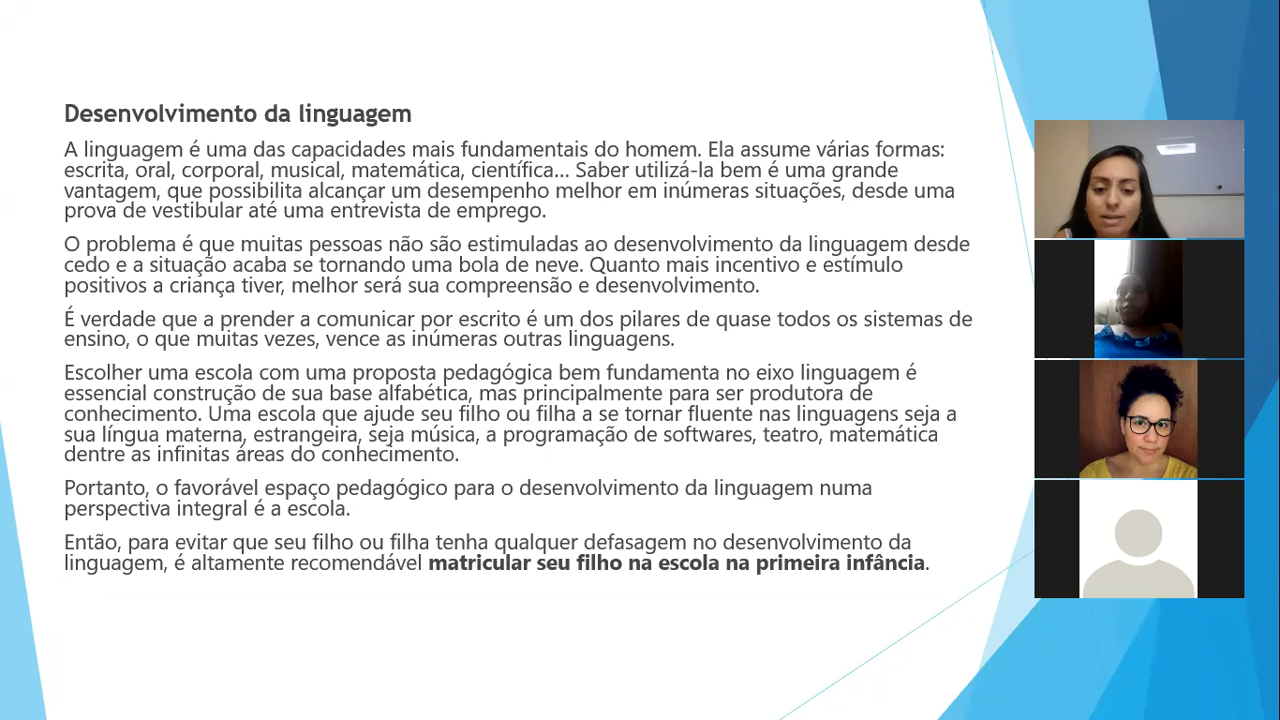 Desenvolvimento da linguagem
A linguagem é uma das capacidades mais fundamentais do homem. Ela assume várias formas:
escrita, oral, corporal, musical, matemática, científica... Saber utilizá-la bem é uma grande
vantagem, que possibilita alcançar um desempenho melhor em inúmeras situações, desde uma
prova de vestibular até uma entrevista de emprego.
O problema é que muitas pessoas não são estimuladas ao desenvolvimento da linguagem desde
cedo e a situação acaba se tornando uma bola de neve. Quanto mais incentivo e estímulo
positivos a criança tiver, melhor será sua compreensão e desenvolvimento.
É verdade que a prender a comunicar por escrito é um dos pilares de quase todos os sistemas de
ensino, o que muitas vezes, vence as inúmeras outras linguagens.
Escolher uma escola com uma proposta pedagógica bem fundamenta no eixo linguagem é
essencial construção de sua base alfabética, mas principalmente para ser produtora de
conhecimento. Uma escola que ajude seu filho ou filha a se tornar fluente nas linguagens seja a
sua língua materna, estrangeira, seja música, a programação de softwares, teatro, matemática
dentre as infinitas áreas do conhecimento.
Portanto, o favorável espaço pedagógico para o desenvolvimento da linguagem numa
perspectiva integral é a escola.
Então, para evitar que seu filho ou filha tenha qualquer defasagem no desenvolvimento da
linguagem, é altamente recomendável matricular seu filho na escola na primeira infância.